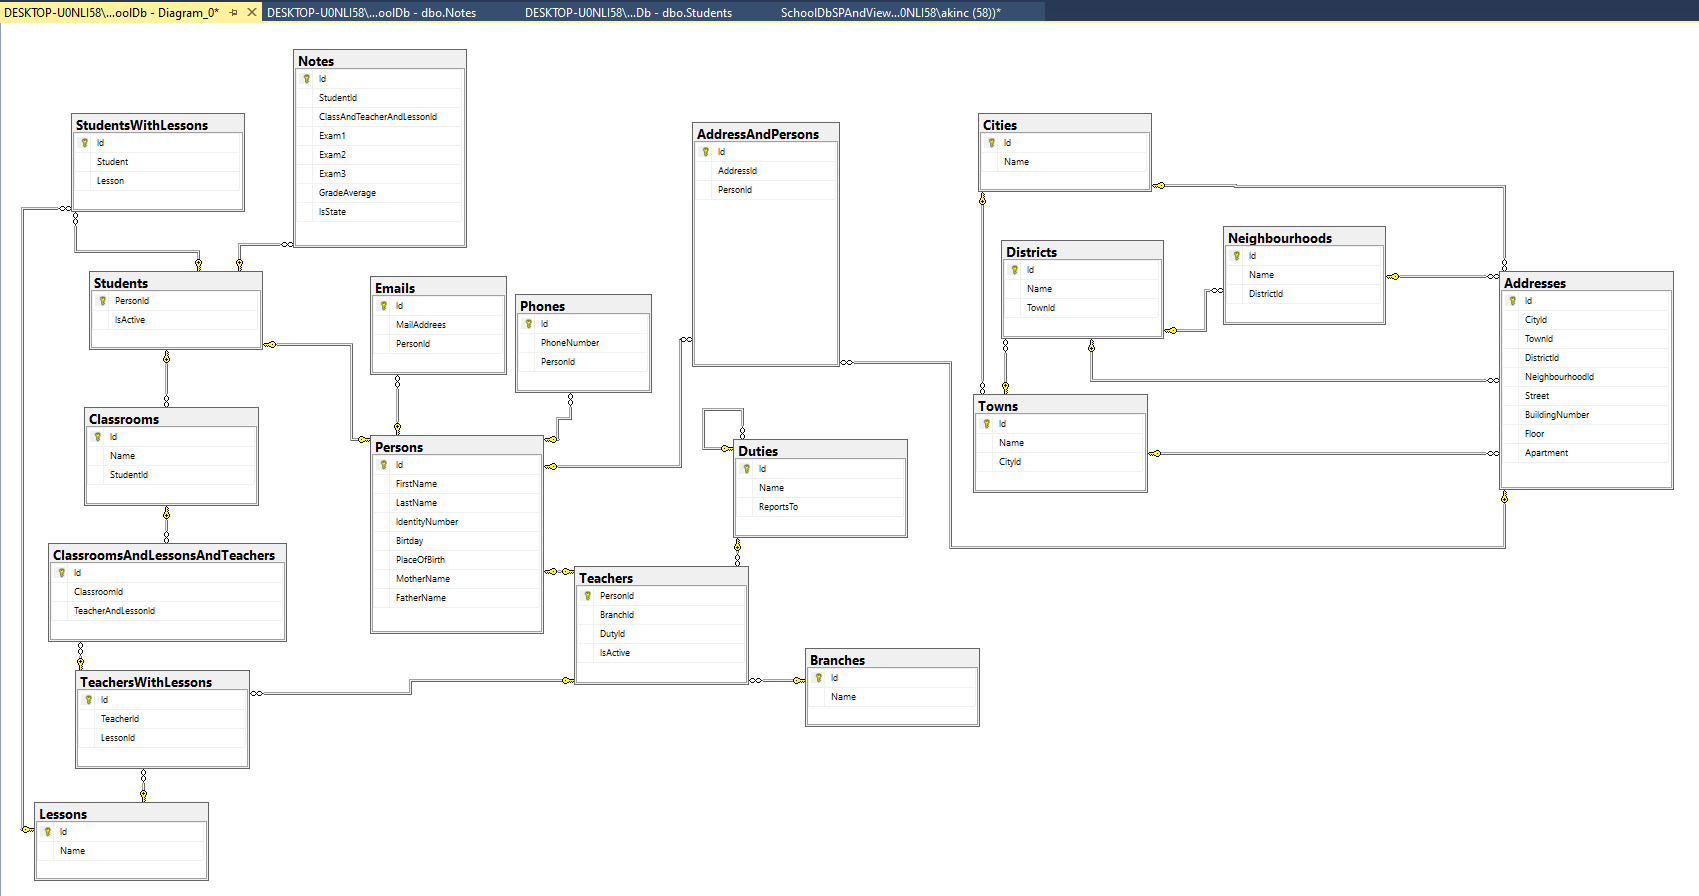 DESKTOP-U0NLI58\...oolDb - Diagram_0*
DESKTOP-U0NLI58\...oolDb - dbo.Notes
DESKTOP-U0NLI58\...Db - dbo.Students
SchoolDbSPAndView...0NLI58\akinc (58))*
Notes
Id
StudentId
ClassAndTeacherAndLessonId
Exam1
Exam2
Exam3
GradeAverage
IsState
StudentsWithLessons
Id
Student
Lesson
AddressAndPersons
Id
AddressId
PersonId
Cities
Id
Name
Districts
Id
Name
TownId
Neighbourhoods
Id
Name
DistrictId
Addresses
Id
CityId
TownId
DistrictId
NeighbourhoodId
Street
BuildingNumber
Floor
Apartment
Students
PersonId
IsActive
Emails
Id
MailAddrees
PersonId
Phones
Id
PhoneNumber
PersonId
Towns
Id
Name
CityId
Classrooms
Id
Name
StudentId
Persons
Id
FirstName
LastName
IdentityNumber
Birtday
PlaceOfBirth
MotherName
FatherName
Duties
Id
Name
ReportsTo
ClassroomsAndLessonsAndTeachers
Id
ClassroomId
TeacherAndLessonId
Teachers
PersonId
BranchId
DutyId
IsActive
Branches
Id
Name
TeachersWithLessons
Id
TeacherId
LessonId
Lessons
Id
Name